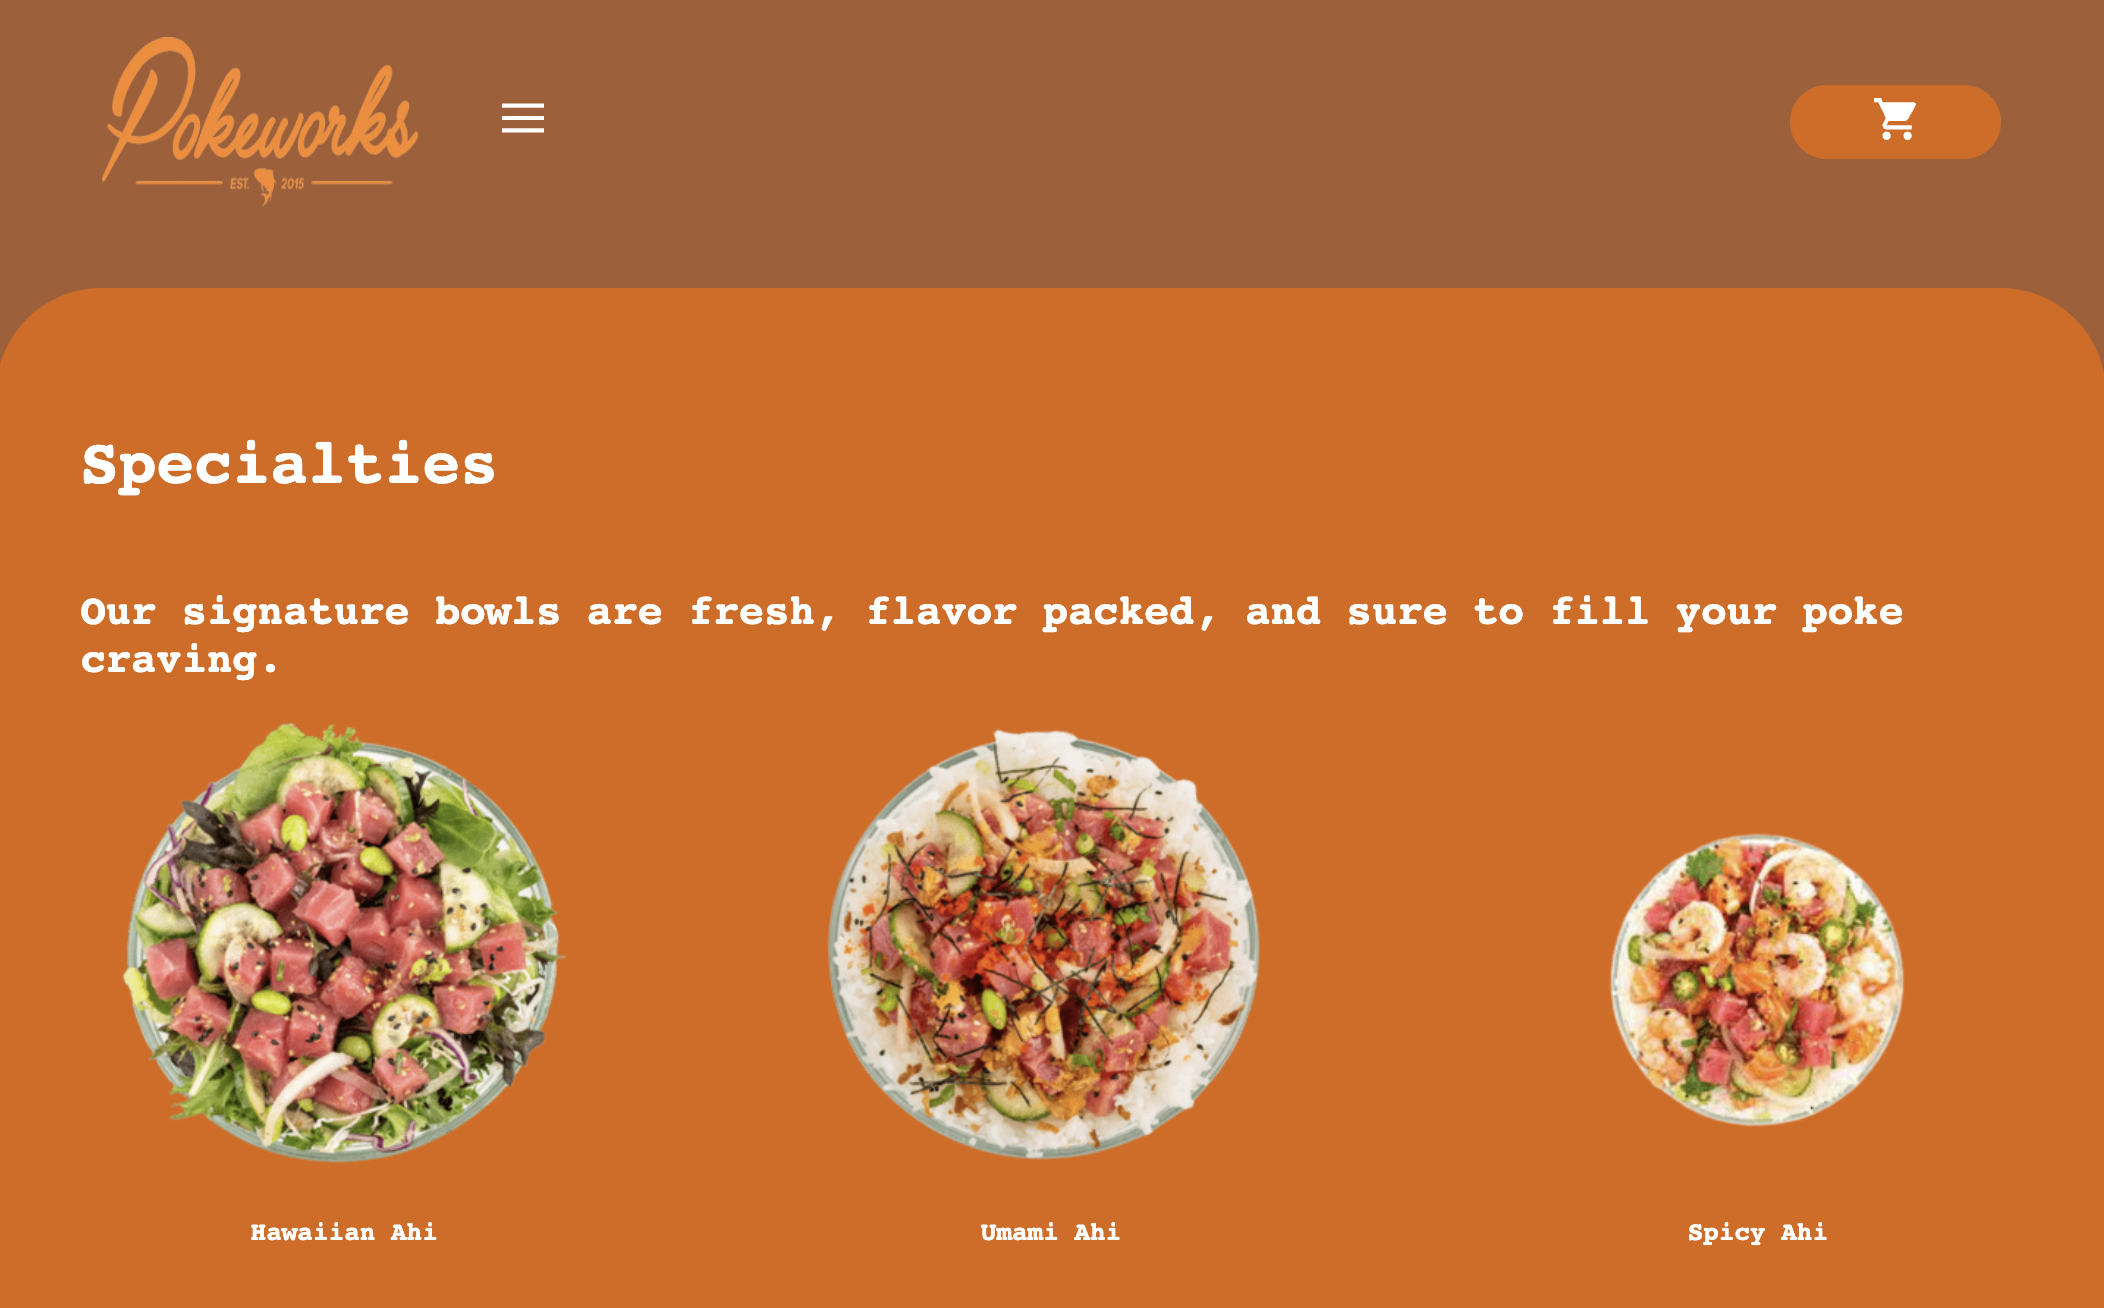 Pokeworks
EST. 2015
Specialties
Our signature bowls are fresh, flavor packed, and sure to fill your poke
craving.
Hawaiian Ahi
Umami Ahi
Spicy Ahi